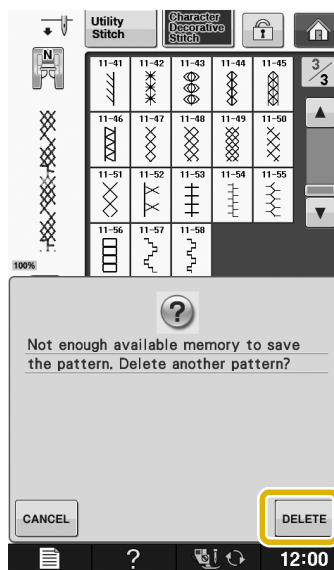 Utility
Stitch
Character
Decorative
Stitch
N
11-41 11-42 11-43 11-44 11-45
3/3
11-46 11-47 11-48 11-49 11-50
11-51 11-52 11-53 11-54 11-55
11-56 11-57 11-58
100%
?
Not enough available memory to save
the pattern. Delete another pattern?
CANCEL
DELETE
? 12:00